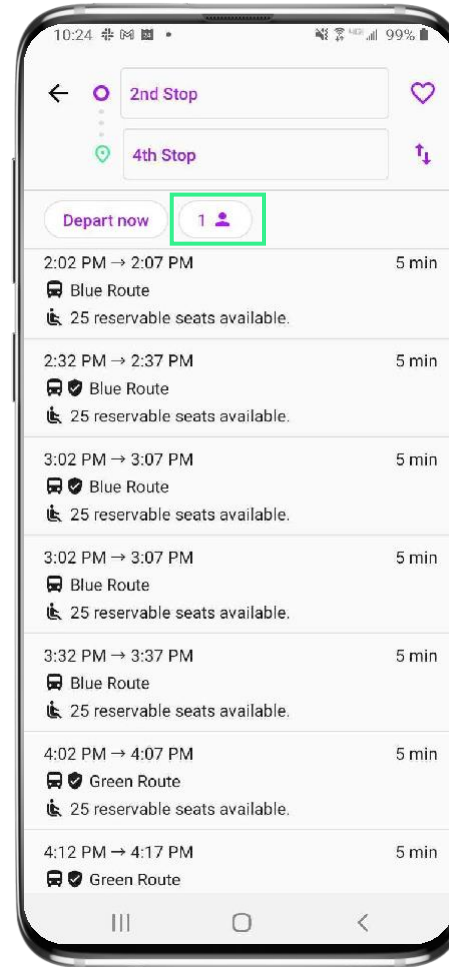 10:24 99%
2nd Stop
4th Stop
Depart now 1
2:02 PM → 2:07 PM 5 min
Blue Route
25 reservable seats available.
2:32 PM → 2:37 PM 5 min
Blue Route
25 reservable seats available.
3:02 PM → 3:07 PM 5 min
Blue Route
25 reservable seats available.
3:02 PM → 3:07 PM 5 min
Blue Route
25 reservable seats available.
3:32 PM → 3:37 PM 5 min
Blue Route
25 reservable seats available.
4:02 PM → 4:07 PM 5 min
Green Route
25 reservable seats available.
4:12 PM → 4:17 PM 5 min
Green Route